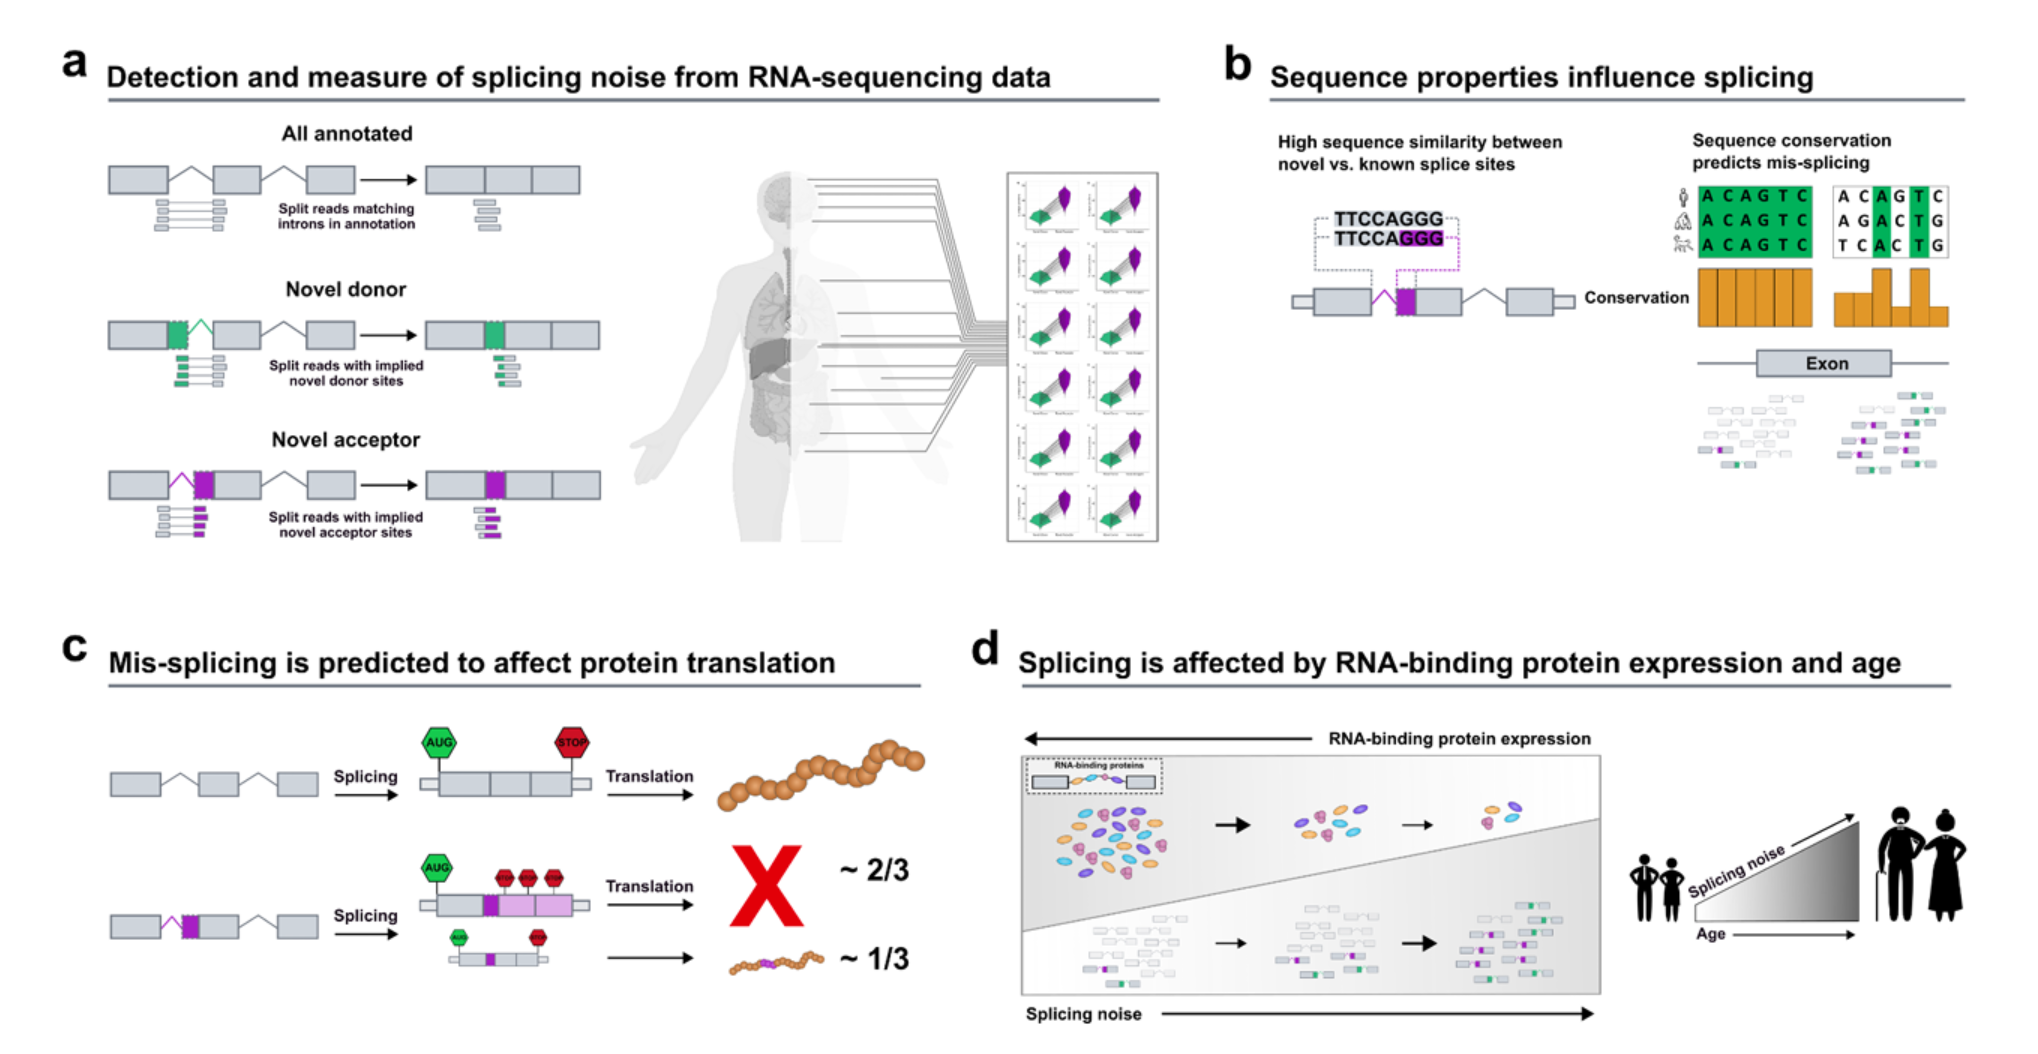 a
Detection and measure of splicing noise from RNA-sequencing data
All annotated
Split reads matching
introns in annotation
Novel donor
Split reads with implied
novel donor sites
Novel acceptor
Split reads with implied
novel acceptor sites
b
Sequence properties influence splicing
High sequence similarity between
novel vs. known splice sites
TTCCAGGG
TTCCAGGG
Sequence conservation
predicts mis-splicing
A C A G T C
A C A G T C
A C A G T C
A C A G T C
A G A C T G
T C A C T G
Conservation
Exon
c
Mis-splicing is predicted to affect protein translation
Splicing
AUG
STOP
Translation
Splicing
AUG
STOP
STOP
STOP
Translation
X
~ 2/3
AUG
STOP
~ 1/3
d
Splicing is affected by RNA-binding protein expression and age
RNA-binding protein expression
RNA-binding proteins
Splicing noise
Splicing noise
Age